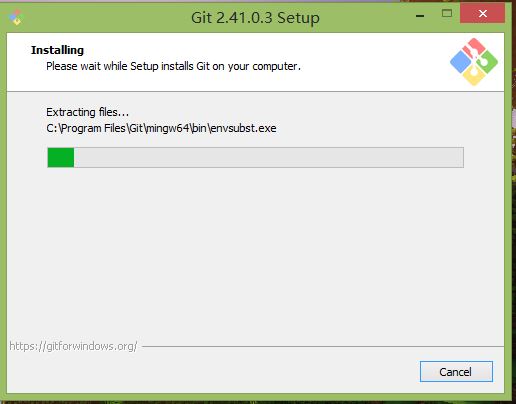 Git 2.41.0.3 Setup
Installing
Please wait while Setup installs Git on your computer.
Extracting files...
C:\Program Files\Git\mingw64\bin\envsubst.exe
https://gitforwindows.org/
Cancel